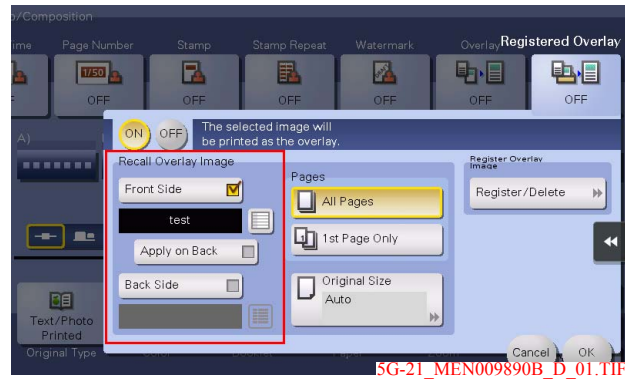 o/Composition
ime
Page Number
Stamp
Stamp Repeat
Watermark
Overlay
Registered Overlay
1/50
OFF
OFF
OFF
OFF
OFF
OFF
A)
ON
OFF
The selected image will
be printed as the overlay.
Recall Overlay Image
Front Side
test
Apply on Back
Back Side
Pages
All Pages
1st Page Only
Original Size
Auto
Register Overlay
Image
Register/Delete
Text/Photo
Printed
Original Type
Color
Zoom
Cancel
OK
5G-21_MEN009890B_D_01.TIF